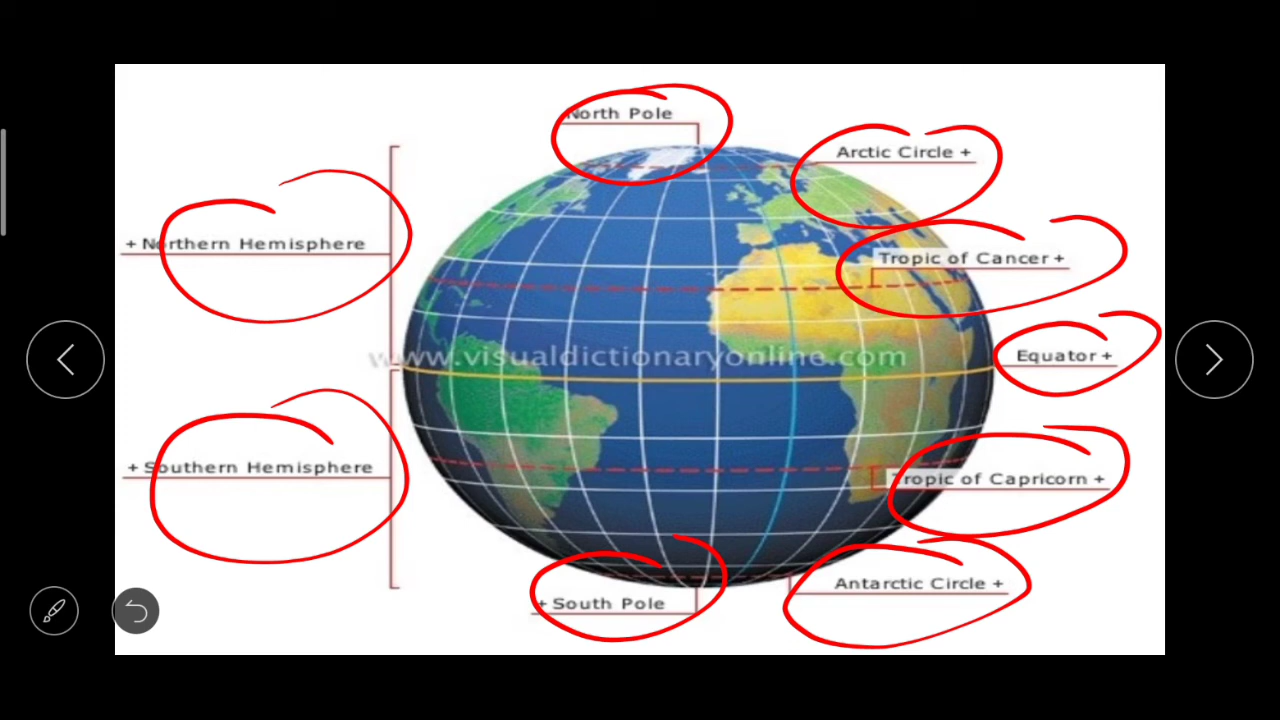 North Pole
Arctic Circle +
+ Northern Hemisphere
Tropic of Cancer +
www.visualdictionaryonline.com
Equator +
+ Southern Hemisphere
Tropic of Capricorn +
Antarctic Circle +
+ South Pole